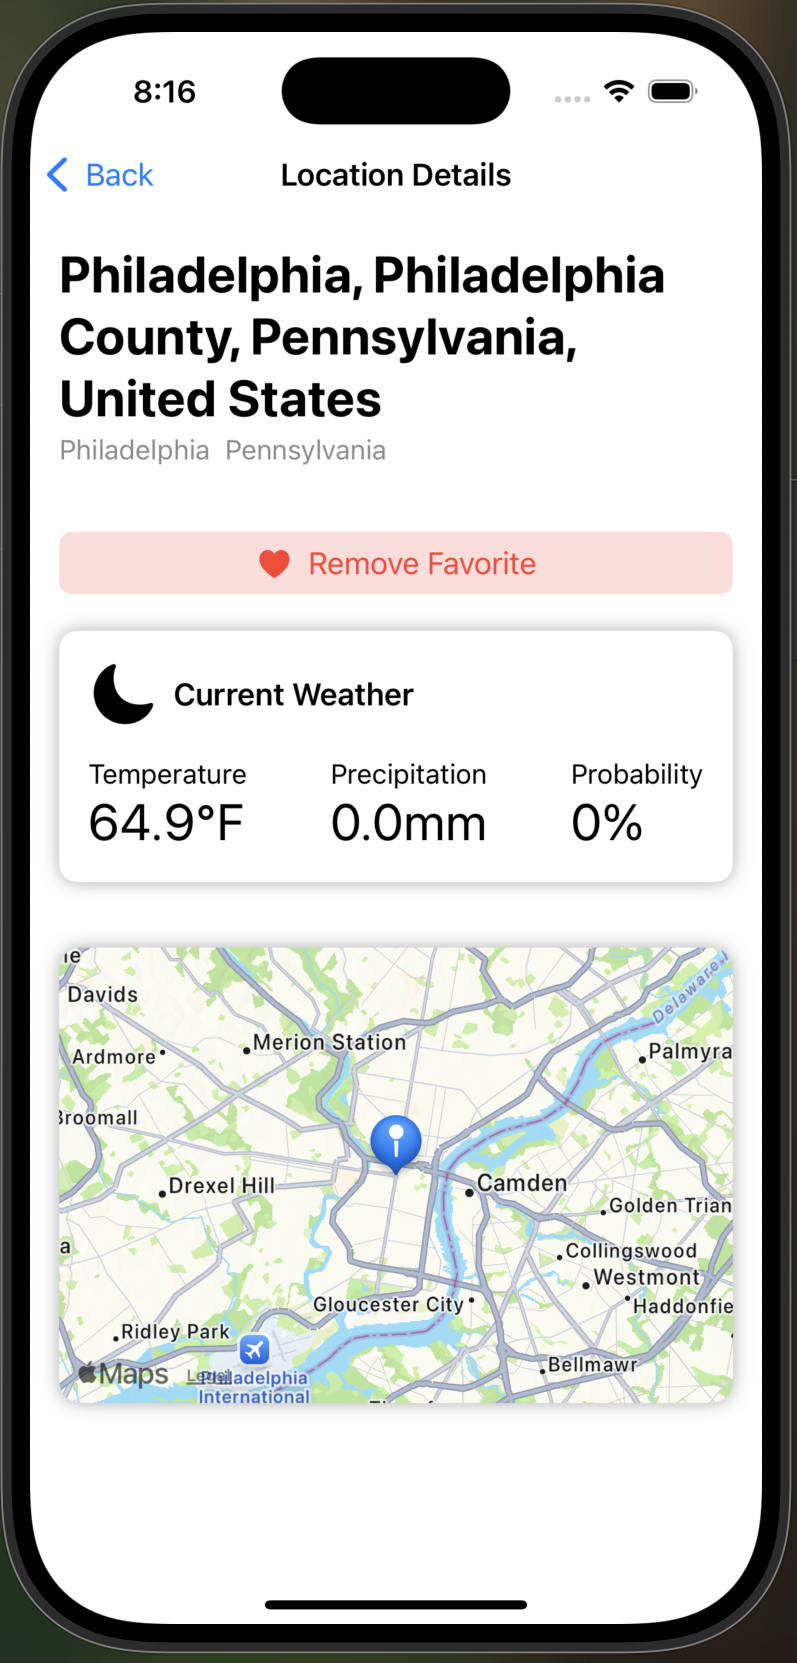 8:16
Back
Location Details
Philadelphia, Philadelphia
County, Pennsylvania,
United States
Philadelphia Pennsylvania
Remove Favorite
Current Weather
Temperature Precipitation Probability
64.9°F 0.0mm 0%
ie
Davids
Delaware
Merion Station
Ardmore
Palmyra
Broomall
Drexel Hill
Camden
Golden Trian
a
Collingswood
Westmont
Gloucester City
Haddonfie
Ridley Park
Bellmawr
Maps
Legal
Philadelphia
International